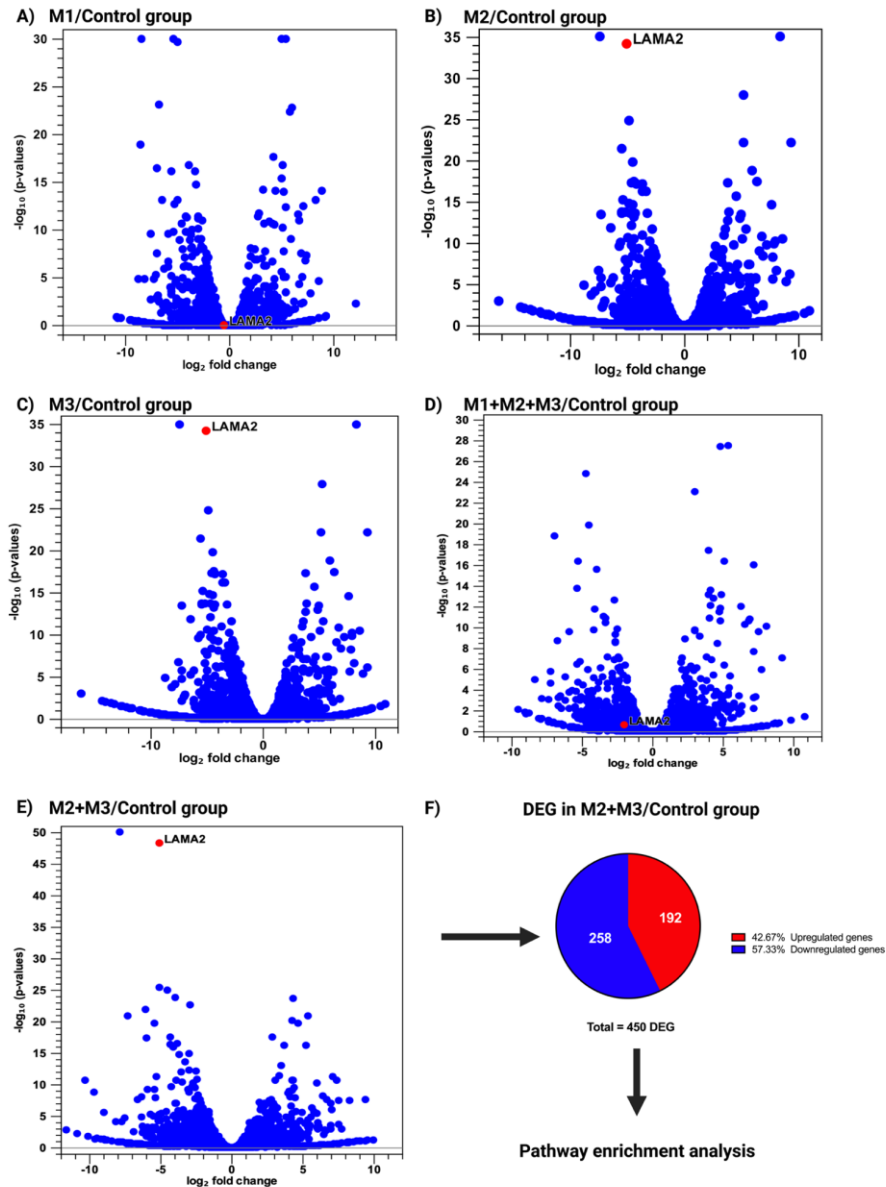 A) M1/Control group
30
25
20
15
10
5
0
-log₁₀ (p-values)
LAMA2
-10 0 10
log₂ fold change
B) M2/Control group
35
30
25
20
15
10
5
0
-log₁₀ (p-values)
LAMA2
-10 0 10
log₂ fold change
C) M3/Control group
35
30
25
20
15
10
5
0
-log₁₀ (p-values)
LAMA2
-10 0 10
log₂ fold change
D) M1+M2+M3/Control group
30
28
26
24
22
20
18
16
14
12
10
8
6
4
2
0
-log₁₀ (p-values)
LAMA2
-10 -5 0 5 10
log₂ fold change
E) M2+M3/Control group
50
45
40
35
30
25
20
15
10
5
0
-log₁₀ (p-values)
LAMA2
-10 -5 0 5 10
log₂ fold change
F) DEG in M2+M3/Control group
258
192
42.67% Upregulated genes
57.33% Downregulated genes
Total = 450 DEG
Pathway enrichment analysis